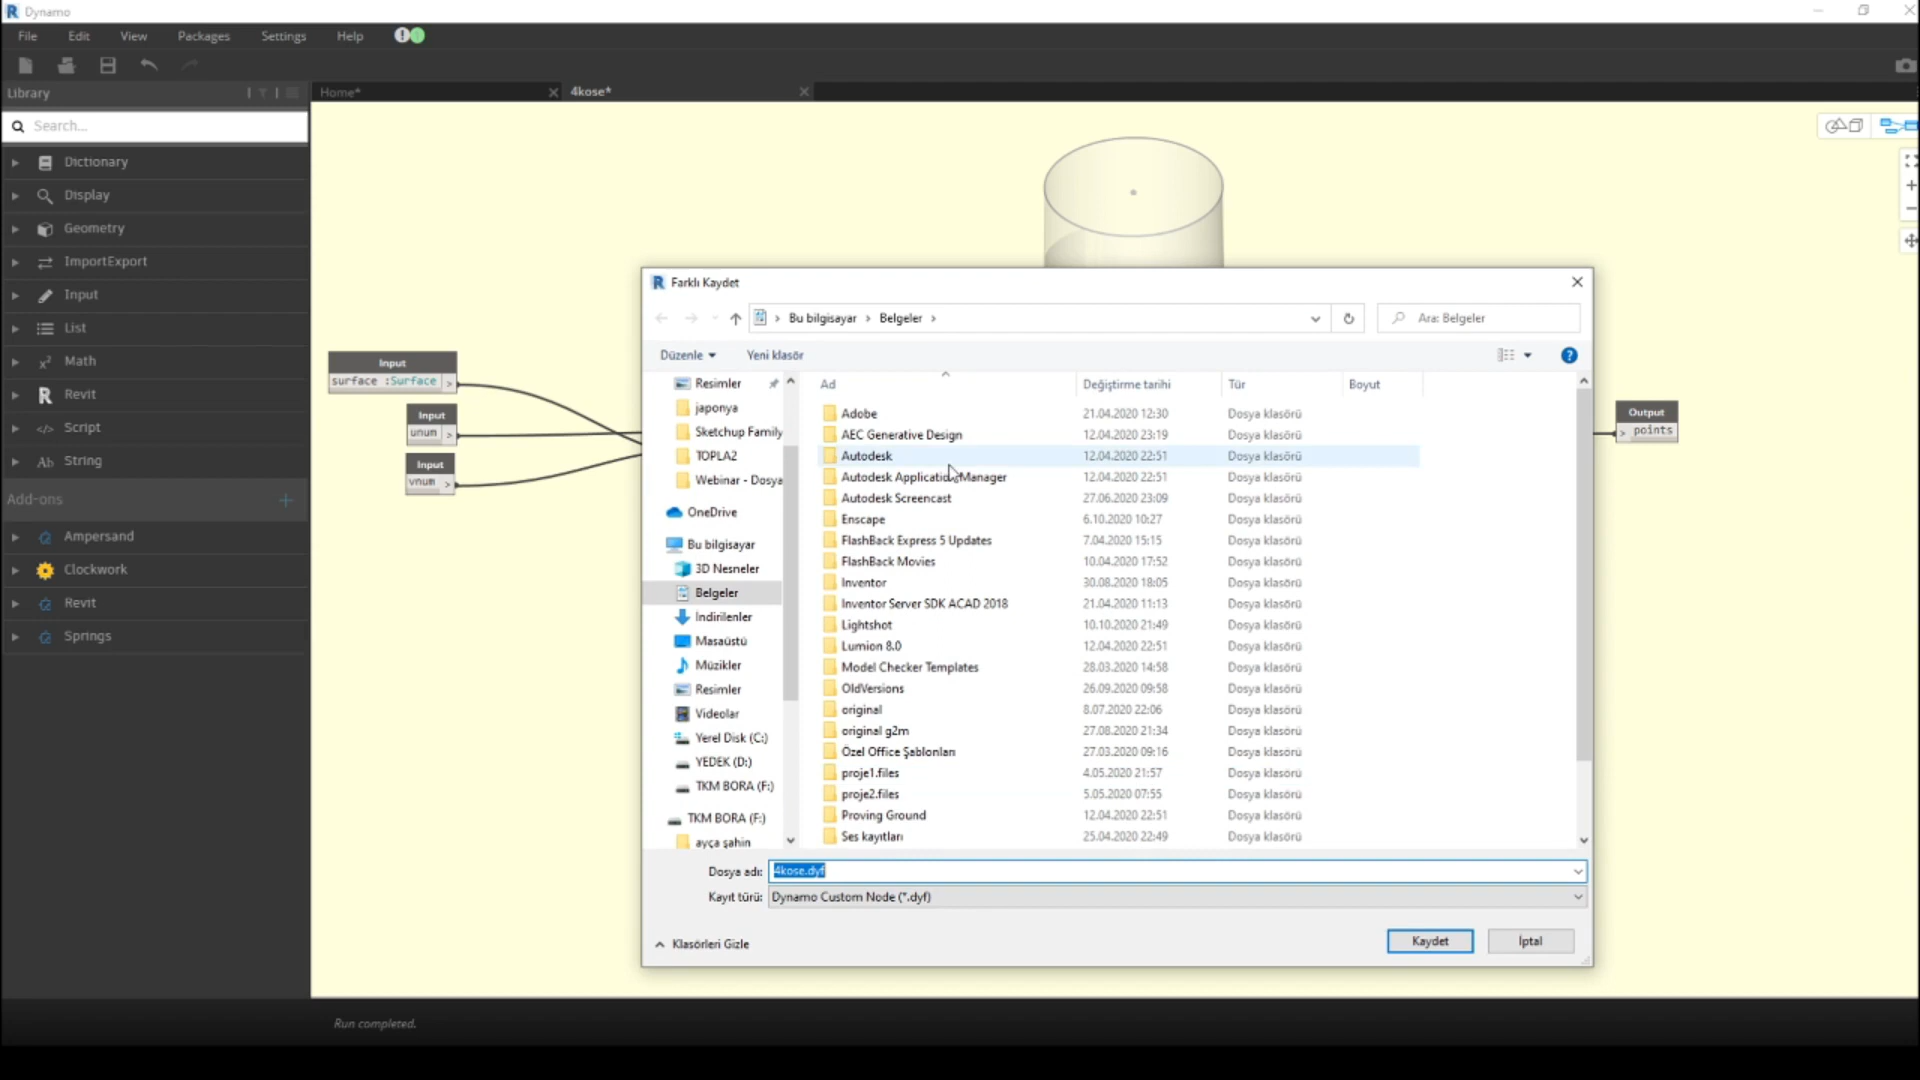 Dynamo
File Edit View Packages Settings Help
Library
Home* 4kose*
Search...
Dictionary
Display
Geometry
ImportExport
Input
List
Math
Revit
Script
String
Add-ons
Ampersand
Clockwork
Revit
Springs
Input
surface :Surface >
Input
unum >
Input
vnum >
Output
> points
Farklı Kaydet
Bu bilgisayar > Belgeler >
Ara: Belgeler
Düzenle Yeni klasör
Resimler
japonya
Sketchup Family
TOPLA2
Webinar - Dosya
OneDrive
Bu bilgisayar
3D Nesneler
Belgeler
İndirilenler
Masaüstü
Müzikler
Resimler
Videolar
Yerel Disk (C:)
YEDEK (D:)
TKM BORA (F:)
TKM BORA (F:)
ayça şahin
Ad Değiştirme tarihi Tür Boyut
Adobe 21.04.2020 12:30 Dosya klasörü
AEC Generative Design 12.04.2020 23:19 Dosya klasörü
Autodesk 12.04.2020 22:51 Dosya klasörü
Autodesk Application Manager 12.04.2020 22:51 Dosya klasörü
Autodesk Screencast 27.06.2020 23:09 Dosya klasörü
Enscape 6.10.2020 10:27 Dosya klasörü
FlashBack Express 5 Updates 7.04.2020 15:15 Dosya klasörü
FlashBack Movies 10.04.2020 17:52 Dosya klasörü
Inventor 30.08.2020 18:05 Dosya klasörü
Inventor Server SDK ACAD 2018 21.04.2020 11:13 Dosya klasörü
Lightshot 10.10.2020 21:49 Dosya klasörü
Lumion 8.0 12.04.2020 22:51 Dosya klasörü
Model Checker Templates 28.03.2020 14:58 Dosya klasörü
OldVersions 26.09.2020 09:58 Dosya klasörü
original 8.07.2020 22:06 Dosya klasörü
original g2m 27.08.2020 21:34 Dosya klasörü
Özel Office Şablonları 27.03.2020 09:16 Dosya klasörü
proje1.files 4.05.2020 21:57 Dosya klasörü
proje2.files 5.05.2020 07:55 Dosya klasörü
Proving Ground 12.04.2020 22:51 Dosya klasörü
Ses kayıtları 25.04.2020 22:49 Dosya klasörü
Dosya adı: 4kose.dyf
Kayıt türü: Dynamo Custom Node (*.dyf)
Klasörleri Gizle
Kaydet İptal
Run completed.